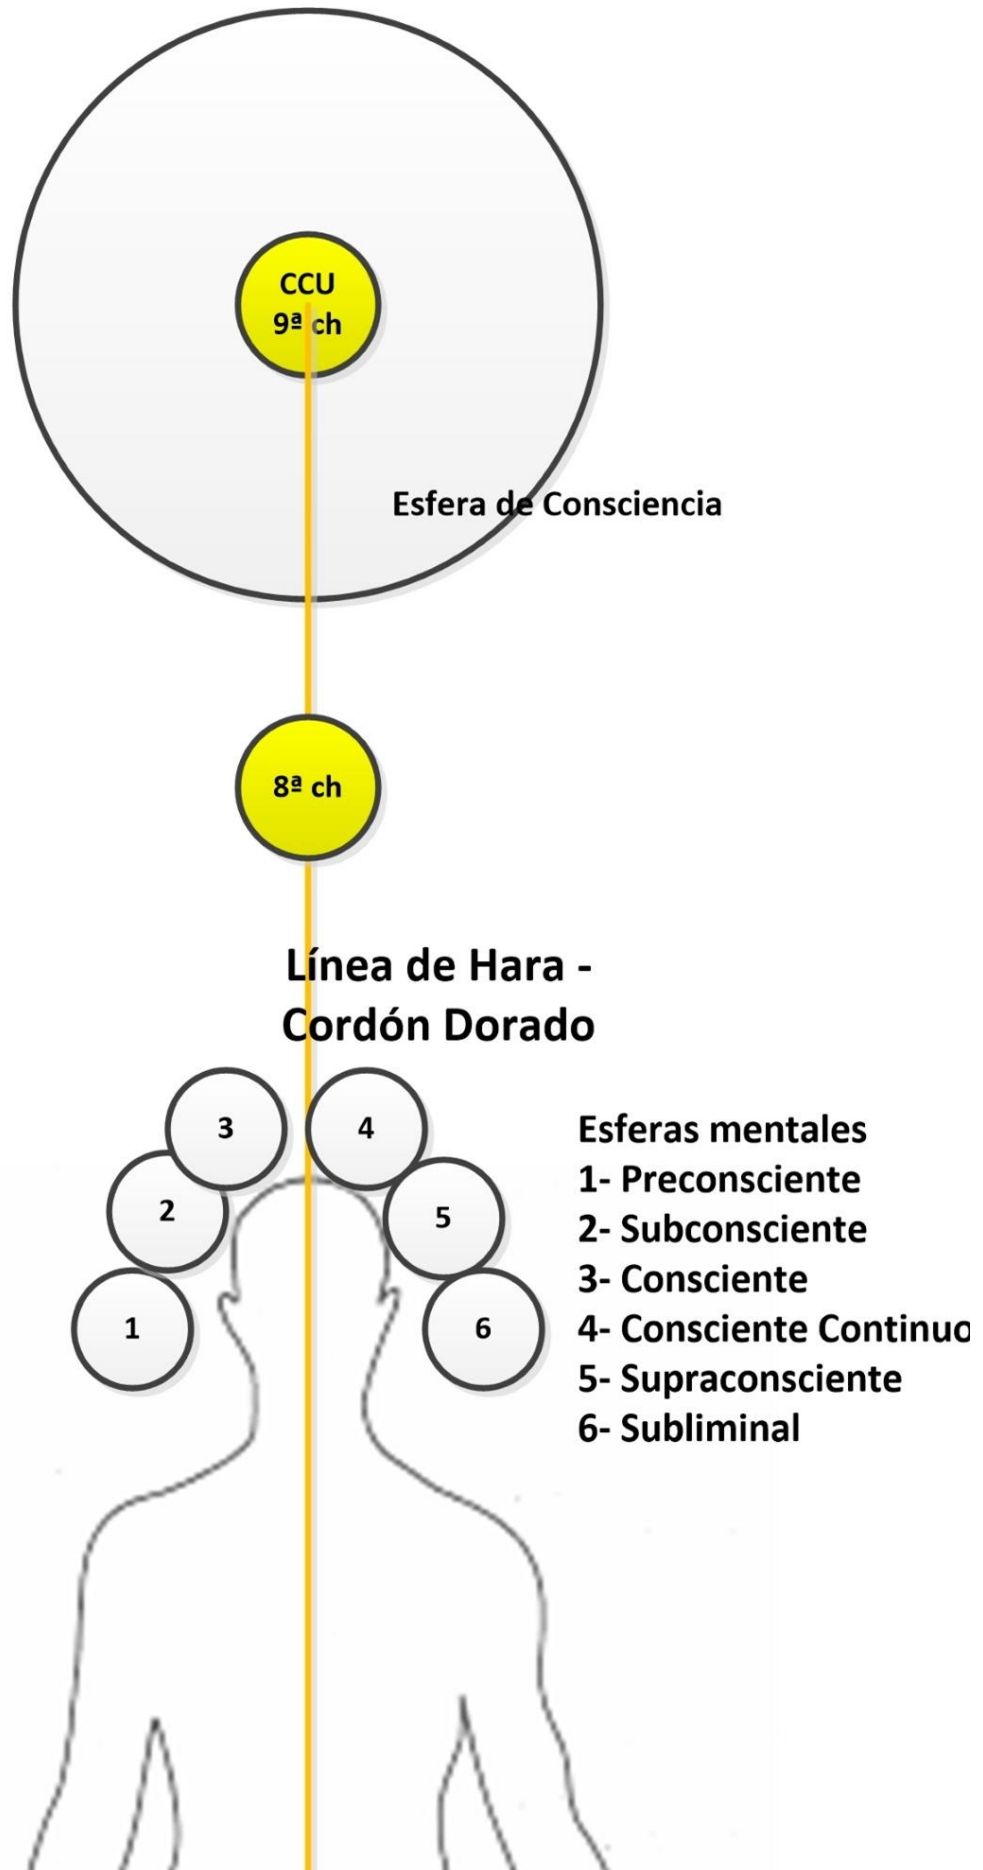 CCU
9ª ch
Esfera de Consciencia
8ª ch
Línea de Hara -
Cordón Dorado
3
4
2
5
1
6
Esferas mentales
1- Preconsciente
2- Subconsciente
3- Consciente
4- Consciente Continuo
5- Supraconsciente
6- Subliminal